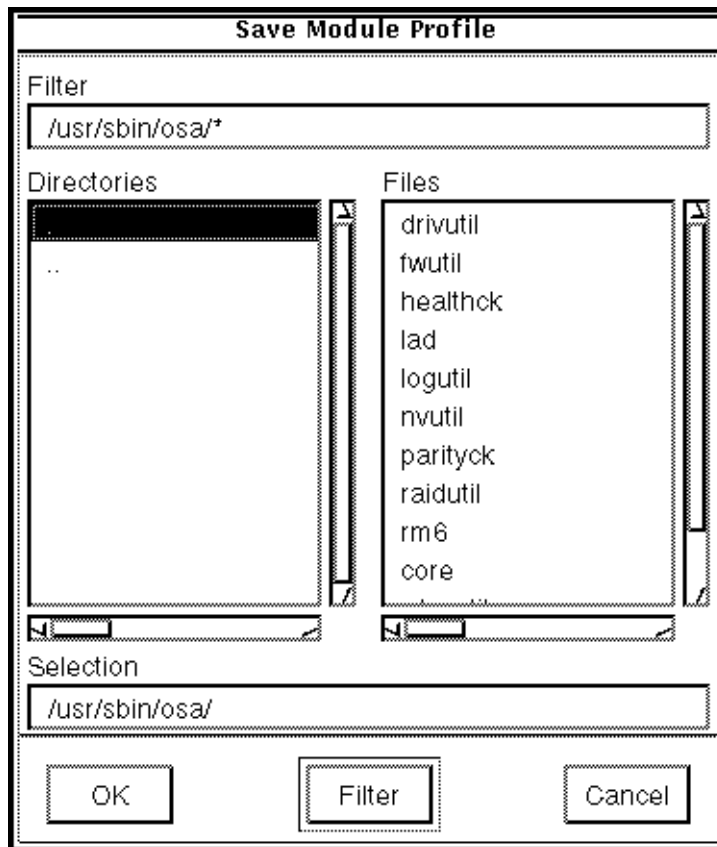 Save Module Profile
Filter
/usr/sbin/osa/*
Directories
Files
.
..
drivutil
fwutil
healthck
lad
logutil
nvutil
parityck
raidutil
rm6
core
Selection
/usr/sbin/osa/
OK
Filter
Cancel